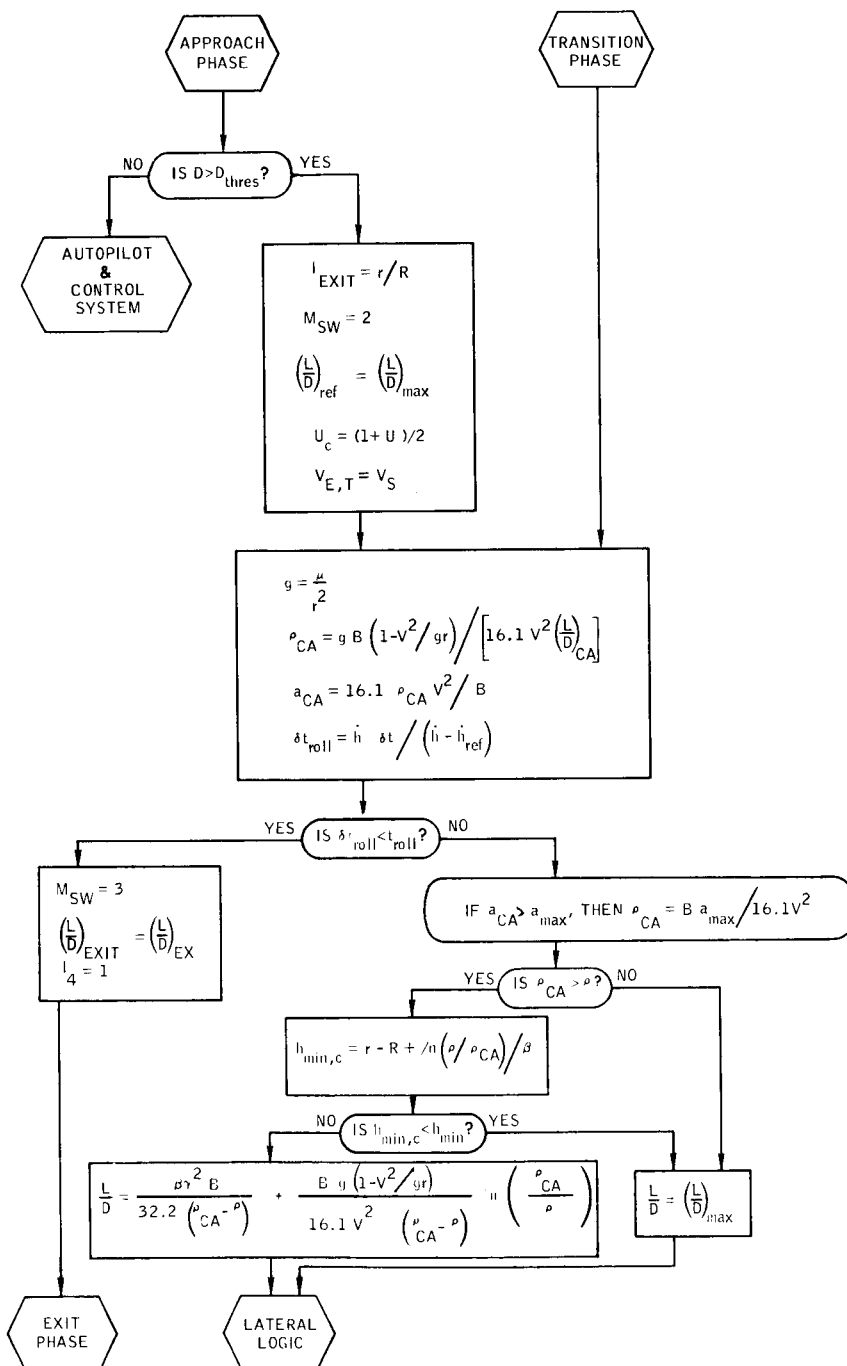 APPROACH
PHASE
TRANSITION
PHASE
IS D>D_thres?
NO
YES
AUTOPILOT
&
CONTROL
SYSTEM
I_EXIT = r/R
M_SW = 2
(L/D)_ref = (L/D)_max
U_c = (1+ U )/2
V_E,T = V_S
g = μ/r²
ρ_CA = g B (1-V²/gr)/[16.1 V² (L/D)_CA]
a_CA = 16.1 ρ_CA V²/B
δt_roll = ḣ δt/(ḣ - ḣ_ref)
YES
IS δt_roll<t_roll?
NO
M_SW = 3
(L/D)_EXIT = (L/D)_EX
I_4 = 1
IF a_CA> a_max, THEN ρ_CA = B a_max/16.1V²
YES
IS ρ_CA > ρ?
NO
h_min,c = r - R + ln(ρ/ρ_CA)/β
NO
IS h_min,c<h_min?
YES
L/D = βr² B/32.2 (ρ_CA-ρ) + B g (1-V²/gr)/16.1 V² (ρ_CA-ρ) ln (ρ_CA/ρ)
L/D = (L/D)_max
EXIT
PHASE
LATERAL
LOGIC